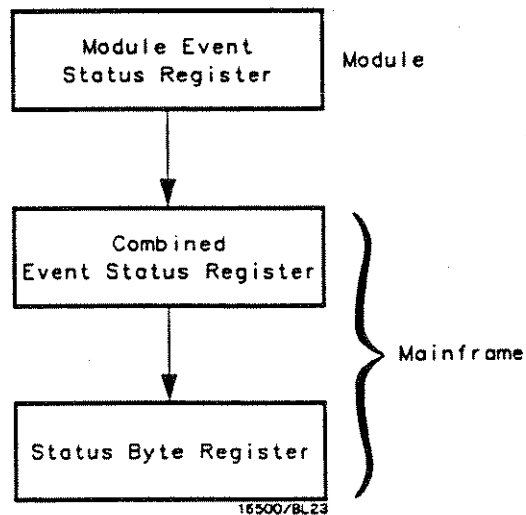 Module Event
Status Register
Module
Combined
Event Status Register
Mainframe
Status Byte Register
16500/BL23